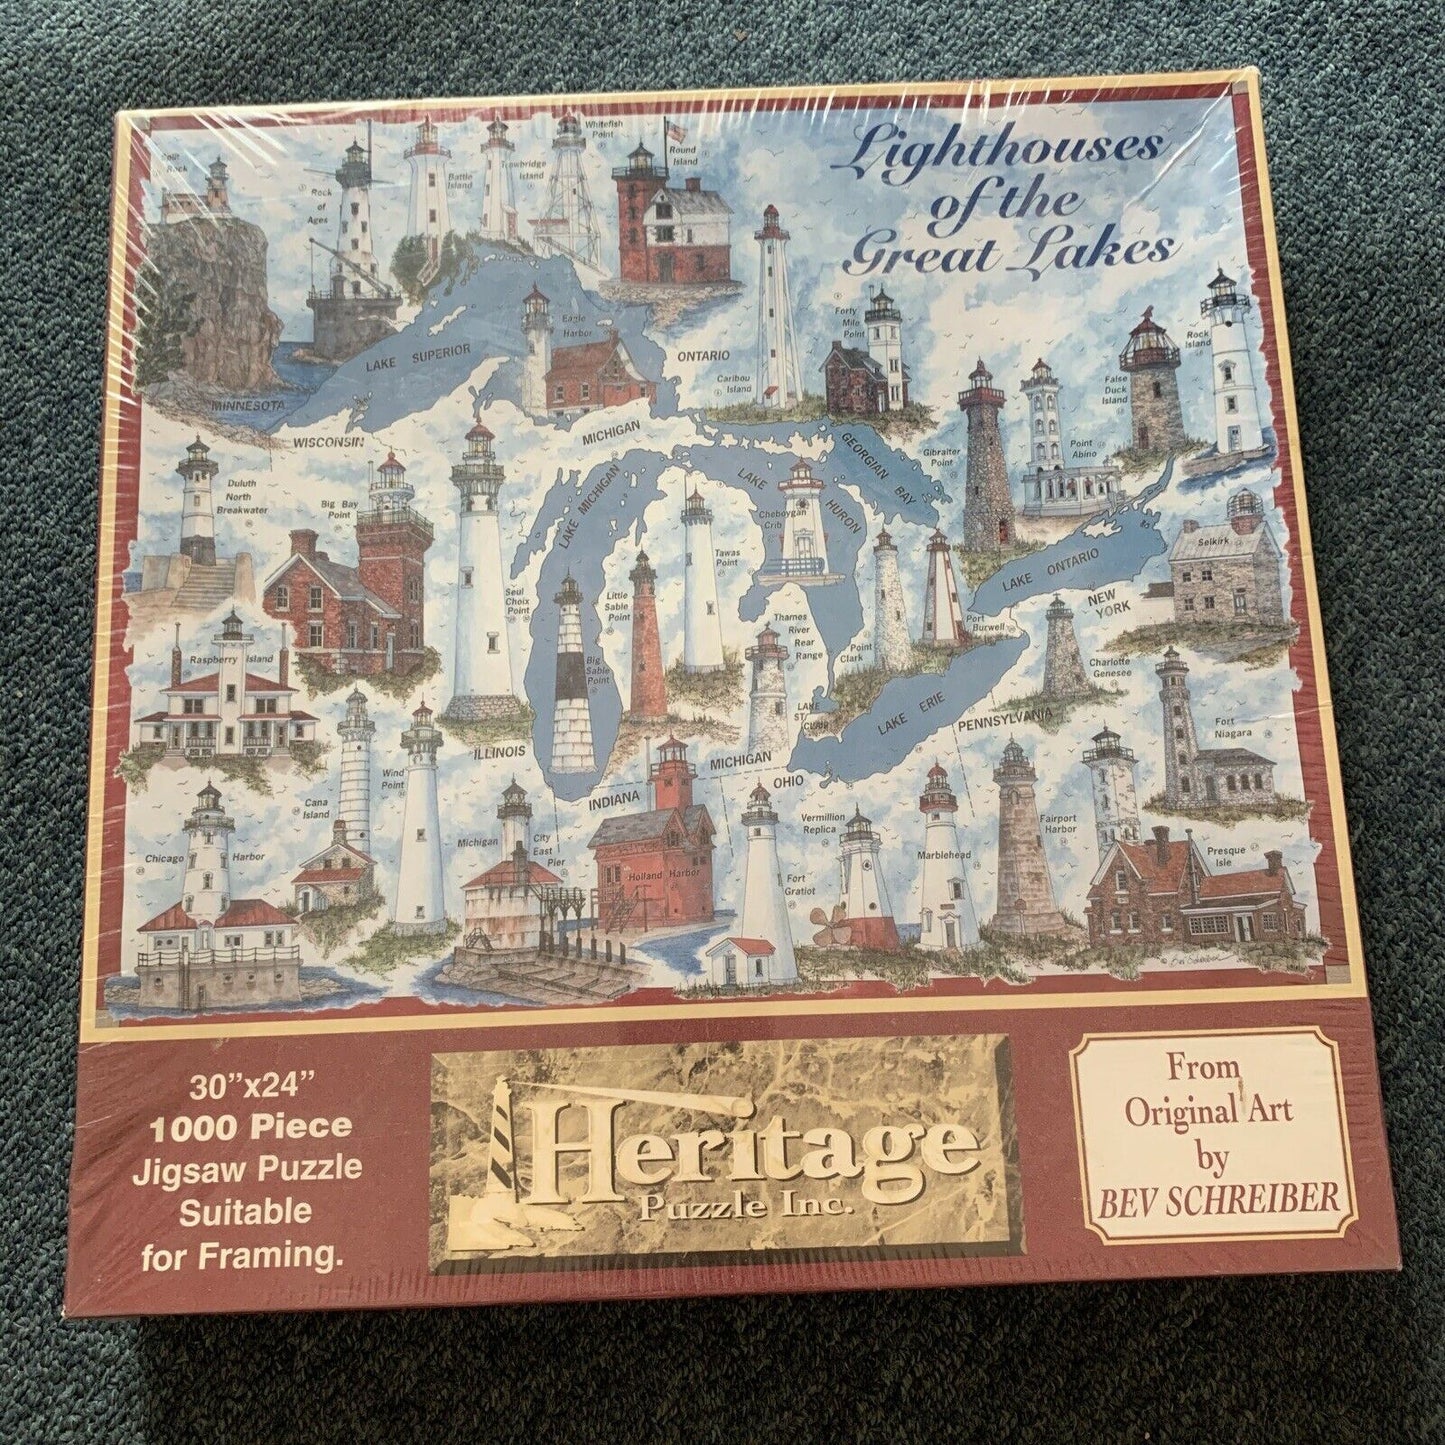 Lighthouses
of the
Great Lakes
Split
Rock
Rock
of
Ages
Battle
Island
Trowbridge
Island
Whitefish
Point
Round
Island
Eagle
Harbor
LAKE SUPERIOR
MINNESOTA
WISCONSIN
MICHIGAN
ONTARIO
Caribou
Island
Forty
Mile
Point
GEORGIAN BAY
Gibralter
Point
Point
Abino
False
Duck
Island
Rock
Island
Duluth
North
Breakwater
Big Bay
Point
LAKE MICHIGAN
LAKE HURON
Cheboygan
Crib
Tawas
Point
Seul
Choix
Point
Little
Sable
Point
Big
Sable
Point
Thames
River
Rear
Range
Point
Clark
Port
Burwell
LAKE ONTARIO
NEW
YORK
Selkirk
Charlotte
Genesee
Raspberry Island
LAKE
ST.
CLAIR
LAKE ERIE
PENNSYLVANIA
Fort
Niagara
ILLINOIS
MICHIGAN
INDIANA
OHIO
Wind
Point
Cana
Island
Chicago Harbor
Michigan City
East
Pier
Holland Harbor
Fort
Gratiot
Vermillion
Replica
Marblehead
Fairport
Harbor
Presque
Isle
© Bev Schreiber
30"x24"
1000 Piece
Jigsaw Puzzle
Suitable
for Framing.
Heritage
Puzzle Inc.
From
Original Art
by
BEV SCHREIBER